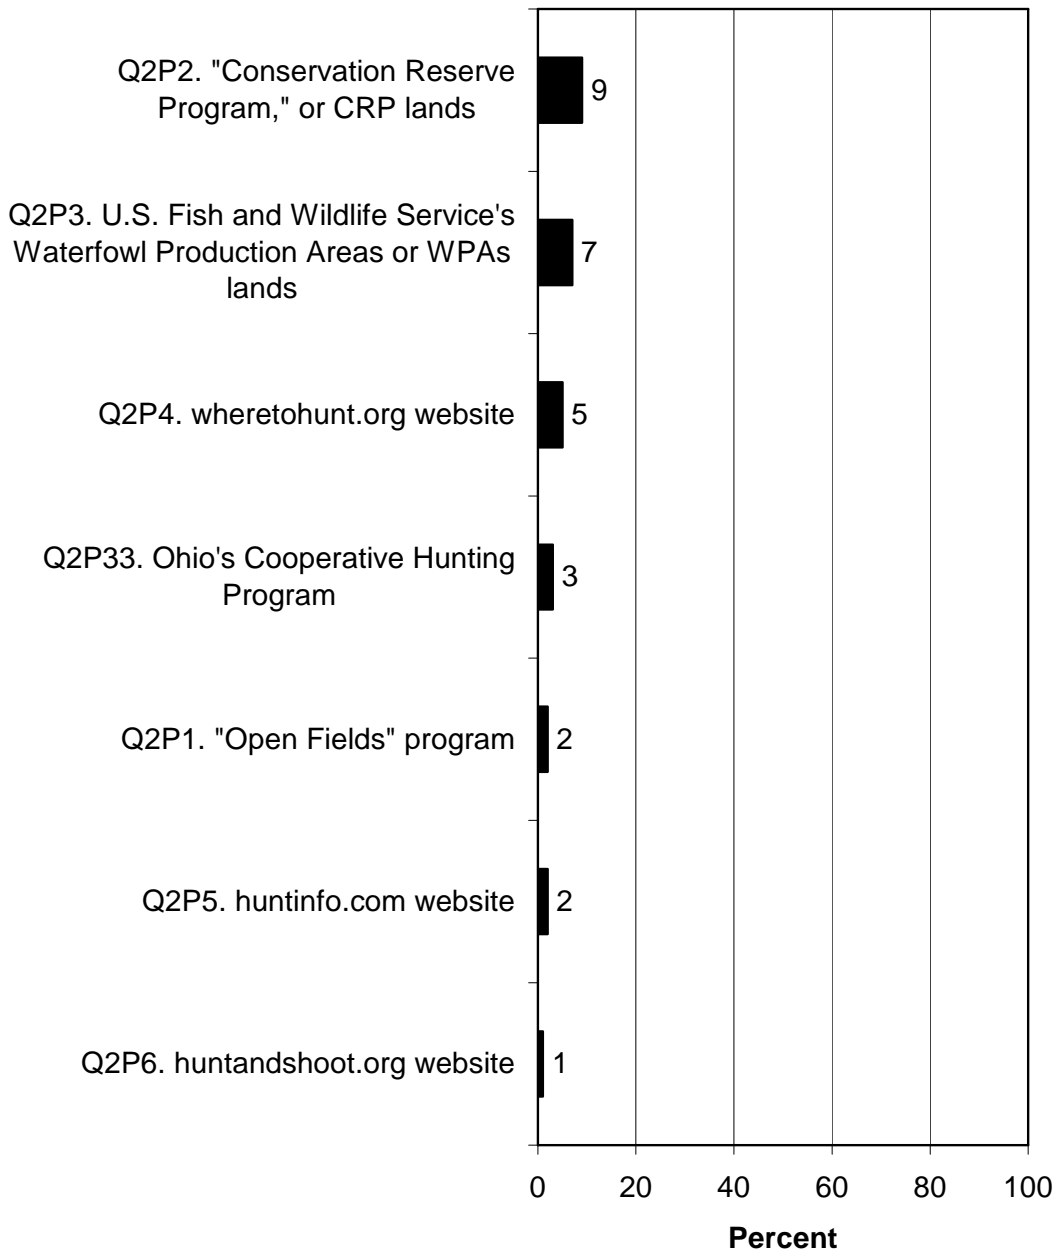 Q2P2. "Conservation Reserve
Program," or CRP lands
9
Q2P3. U.S. Fish and Wildlife Service's
Waterfowl Production Areas or WPAs
lands
7
Q2P4. wheretohunt.org website
5
Q2P33. Ohio's Cooperative Hunting
Program
3
Q2P1. "Open Fields" program
2
Q2P5. huntinfo.com website
2
Q2P6. huntandshoot.org website
1
0 20 40 60 80 100
Percent